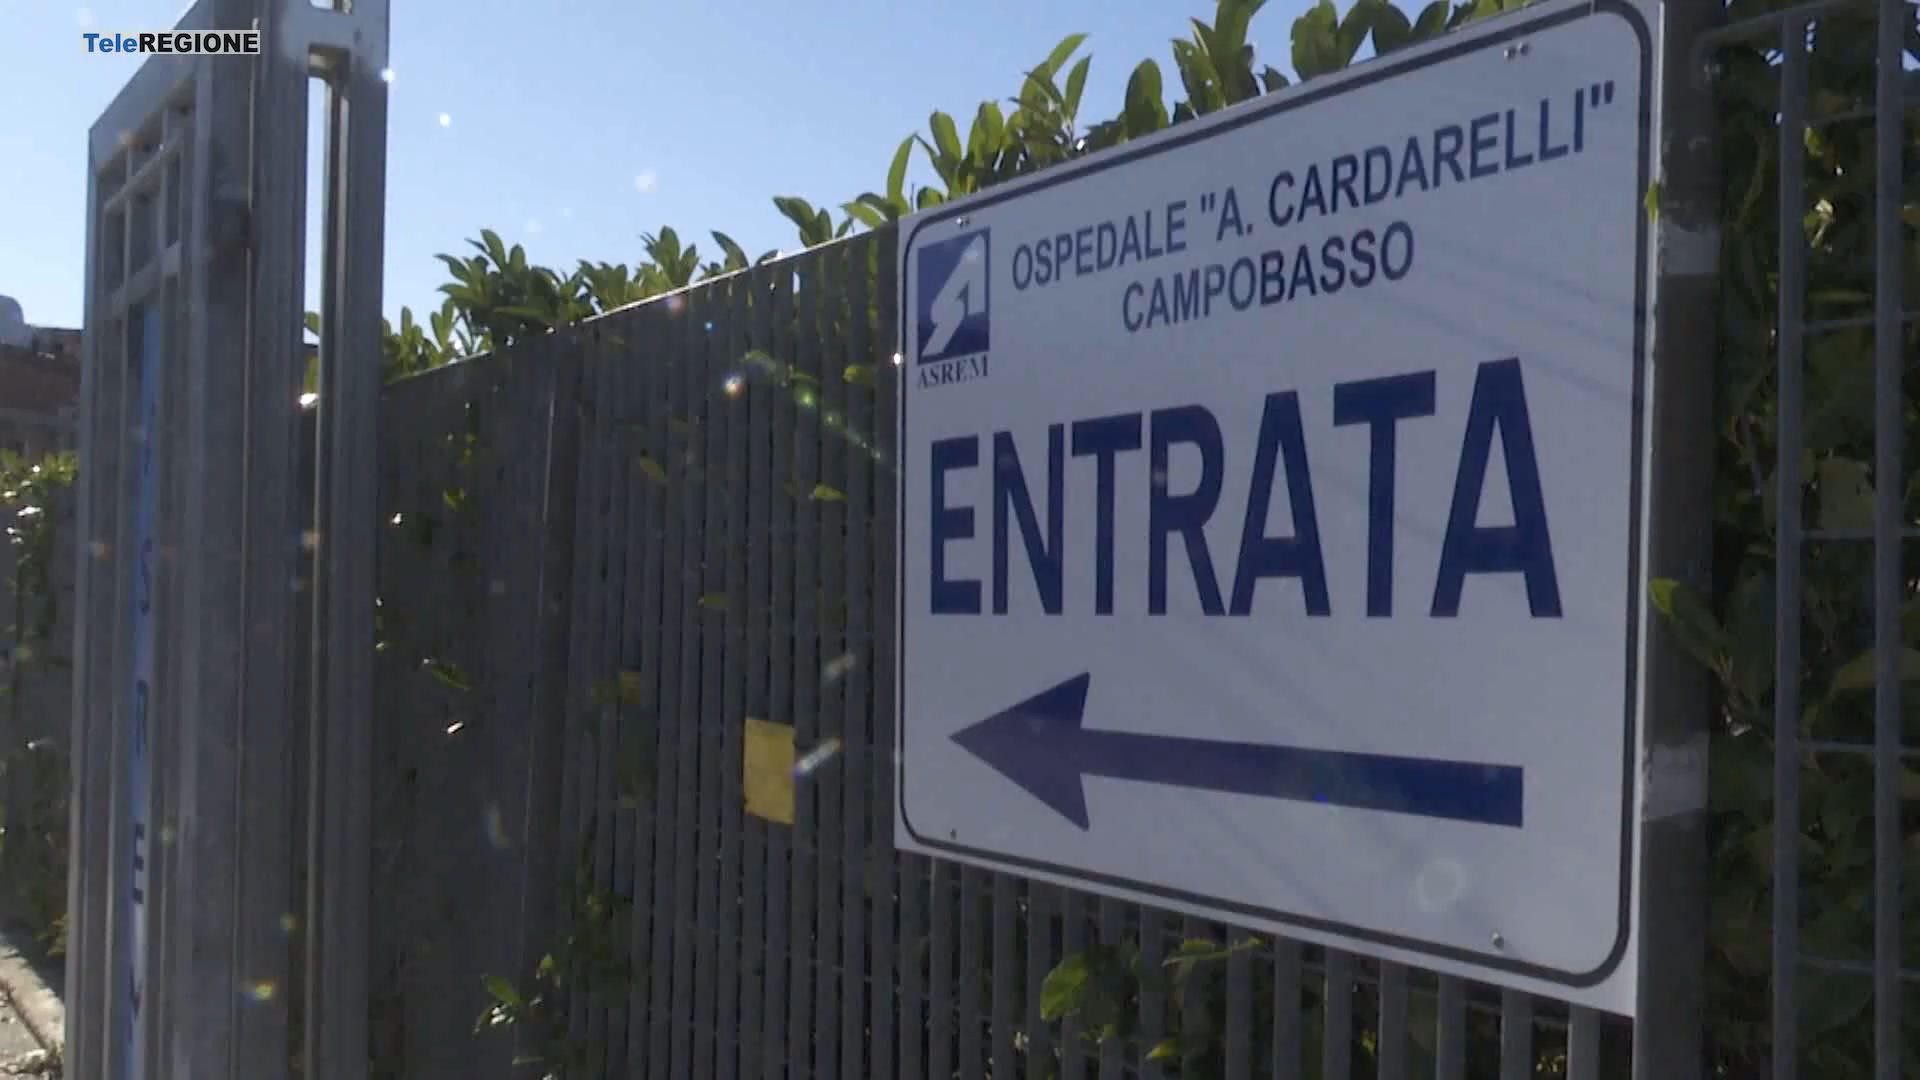 TeleREGIONE
OSPEDALE "A. CARDARELLI"
CAMPOBASSO
ASREM
ENTRATA